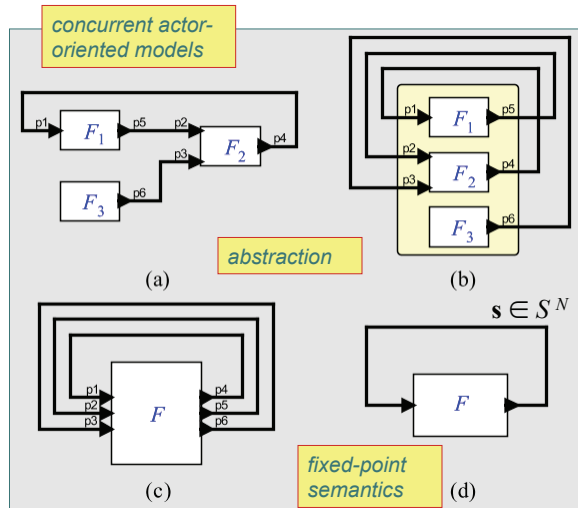 concurrent actor-
oriented models
p1
F1
p5
p2
p3
F2
p4
F3
p6
(a)
p1
F1
p5
p2
p3
F2
p4
F3
p6
(b)
abstraction
p1
p2
p3
F
p4
p5
p6
(c)
s ∈ S^N
F
(d)
fixed-point
semantics